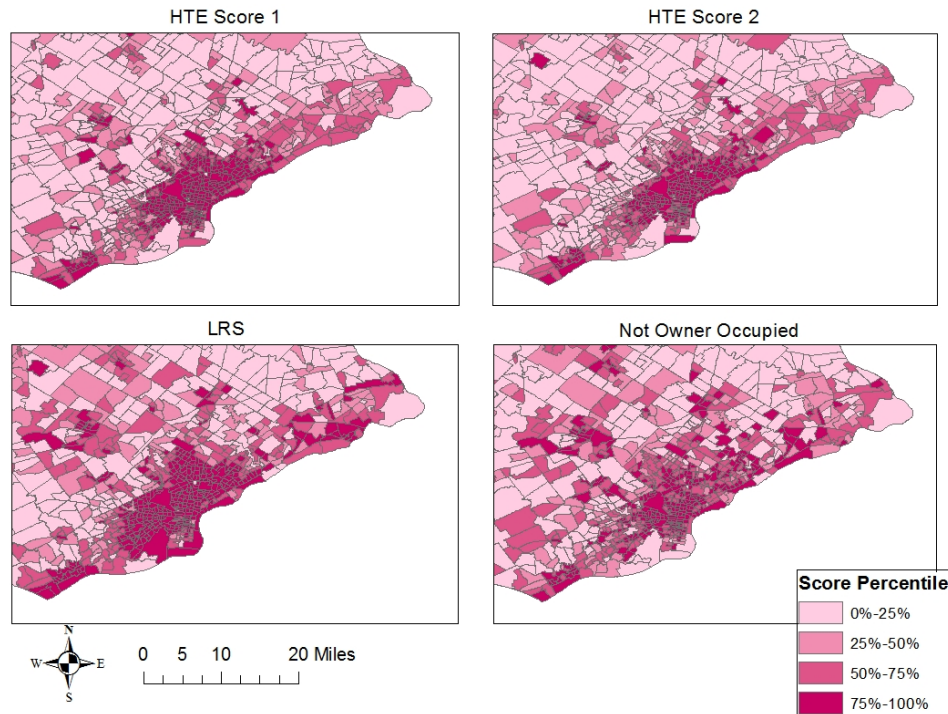 HTE Score 1
HTE Score 2
LRS
Not Owner Occupied
N
W E
S
0 5 10 20 Miles
Score Percentile
0%-25%
25%-50%
50%-75%
75%-100%